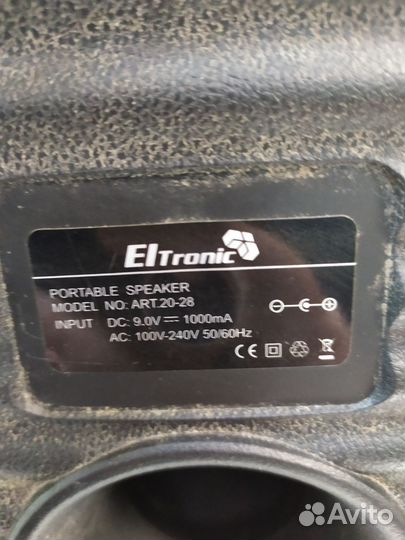 Eltronic
PORTABLE SPEAKER
MODEL NO: ART.20-28
INPUT DC: 9.0V⎓1000mA
AC: 100V-240V 50/60Hz
CE
Avito